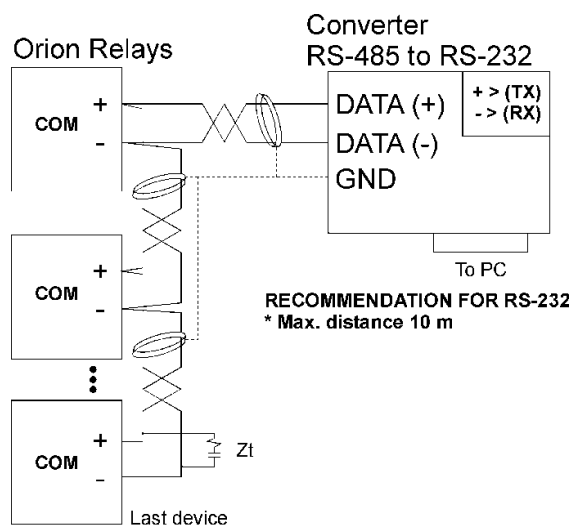 Orion Relays
Converter
RS-485 to RS-232
COM
+
-
DATA (+)
DATA (-)
GND
+ > (TX)
- > (RX)
To PC
COM
+
-
RECOMMENDATION FOR RS-232
* Max. distance 10 m
COM
+
-
Zt
Last device